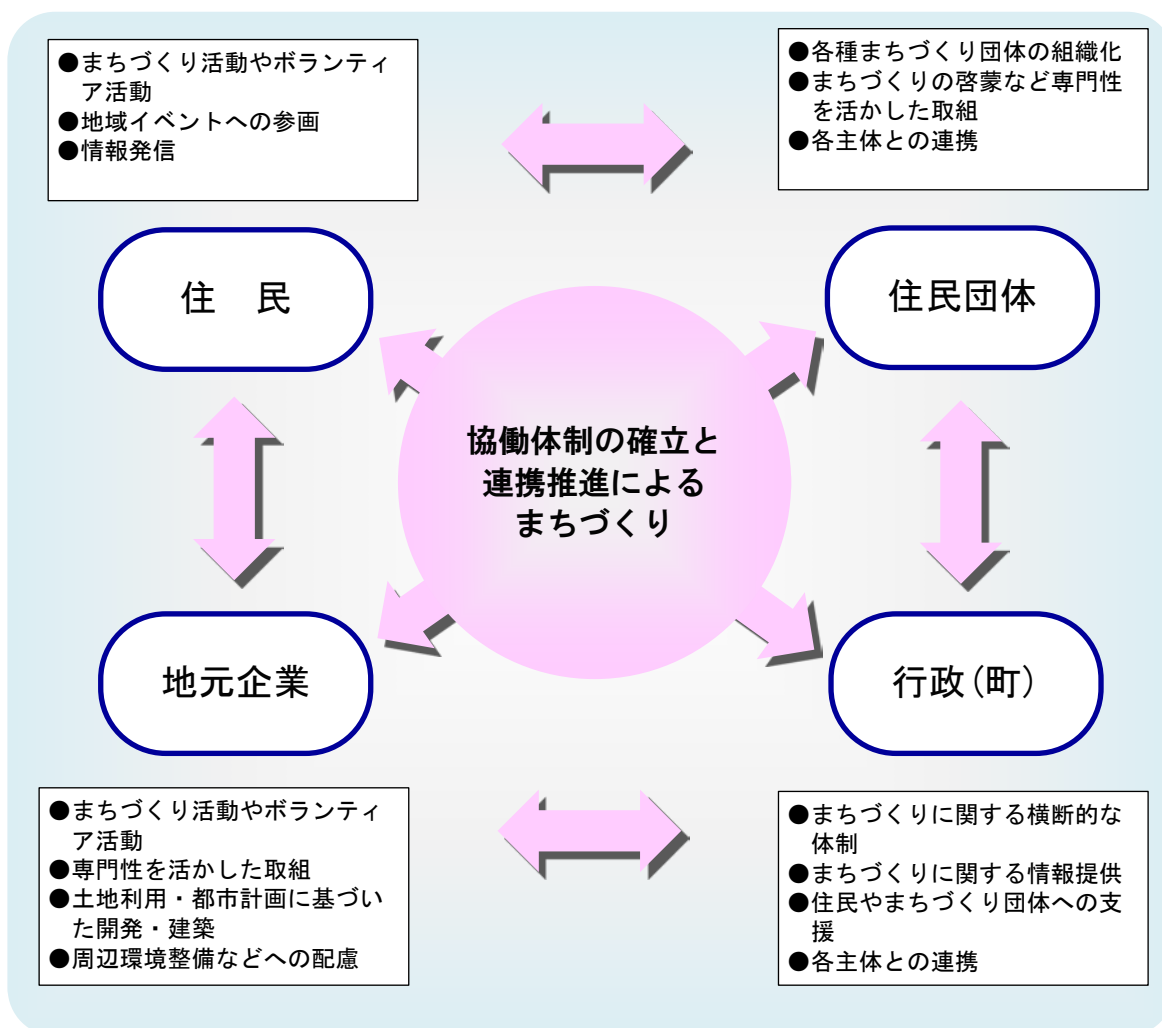 ●まちづくり活動やボランティ
ア活動
●地域イベントへの参画
●情報発信
●各種まちづくり団体の組織化
●まちづくりの啓蒙など専門性
を活かした取組
●各主体との連携
住　民
住民団体
協働体制の確立と
連携推進による
まちづくり
地元企業
行政(町)
●まちづくり活動やボランティ
ア活動
●専門性を活かした取組
●土地利用・都市計画に基づい
た開発・建築
●周辺環境整備などへの配慮
●まちづくりに関する横断的な
体制
●まちづくりに関する情報提供
●住民やまちづくり団体への支
援
●各主体との連携